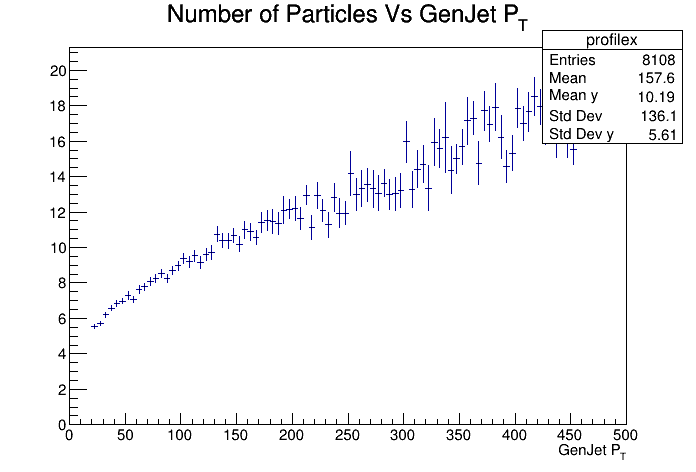 Number of Particles Vs GenJet P_T
profilex
Entries 8108
Mean 157.6
Mean y 10.19
Std Dev 136.1
Std Dev y 5.61
20
18
16
14
12
10
8
6
4
2
0
0 50 100 150 200 250 300 350 400 450 500
GenJet P_T